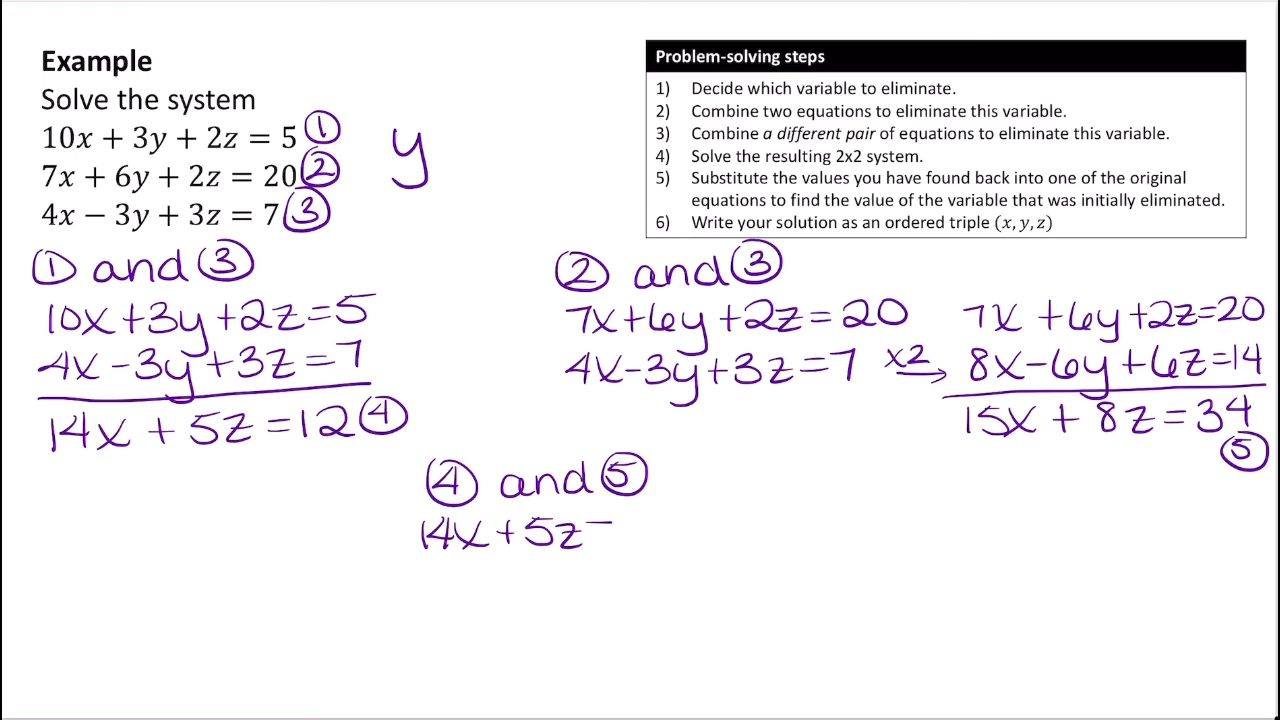 Example
Solve the system
10x + 3y + 2z = 5 ①
7x + 6y + 2z = 20 ②
4x − 3y + 3z = 7 ③
y
Problem-solving steps
1) Decide which variable to eliminate.
2) Combine two equations to eliminate this variable.
3) Combine a different pair of equations to eliminate this variable.
4) Solve the resulting 2x2 system.
5) Substitute the values you have found back into one of the original
equations to find the value of the variable that was initially eliminated.
6) Write your solution as an ordered triple (x, y, z)
① and ③
10x+3y+2z=5
4x-3y+3z=7
14x + 5z = 12 ④
② and ③
7x+6y+2z=20
4x-3y+3z=7 x2 →
7x+6y+2z=20
8x-6y+6z=14
15x + 8z = 34
⑤
④ and ⑤
14x+5z-